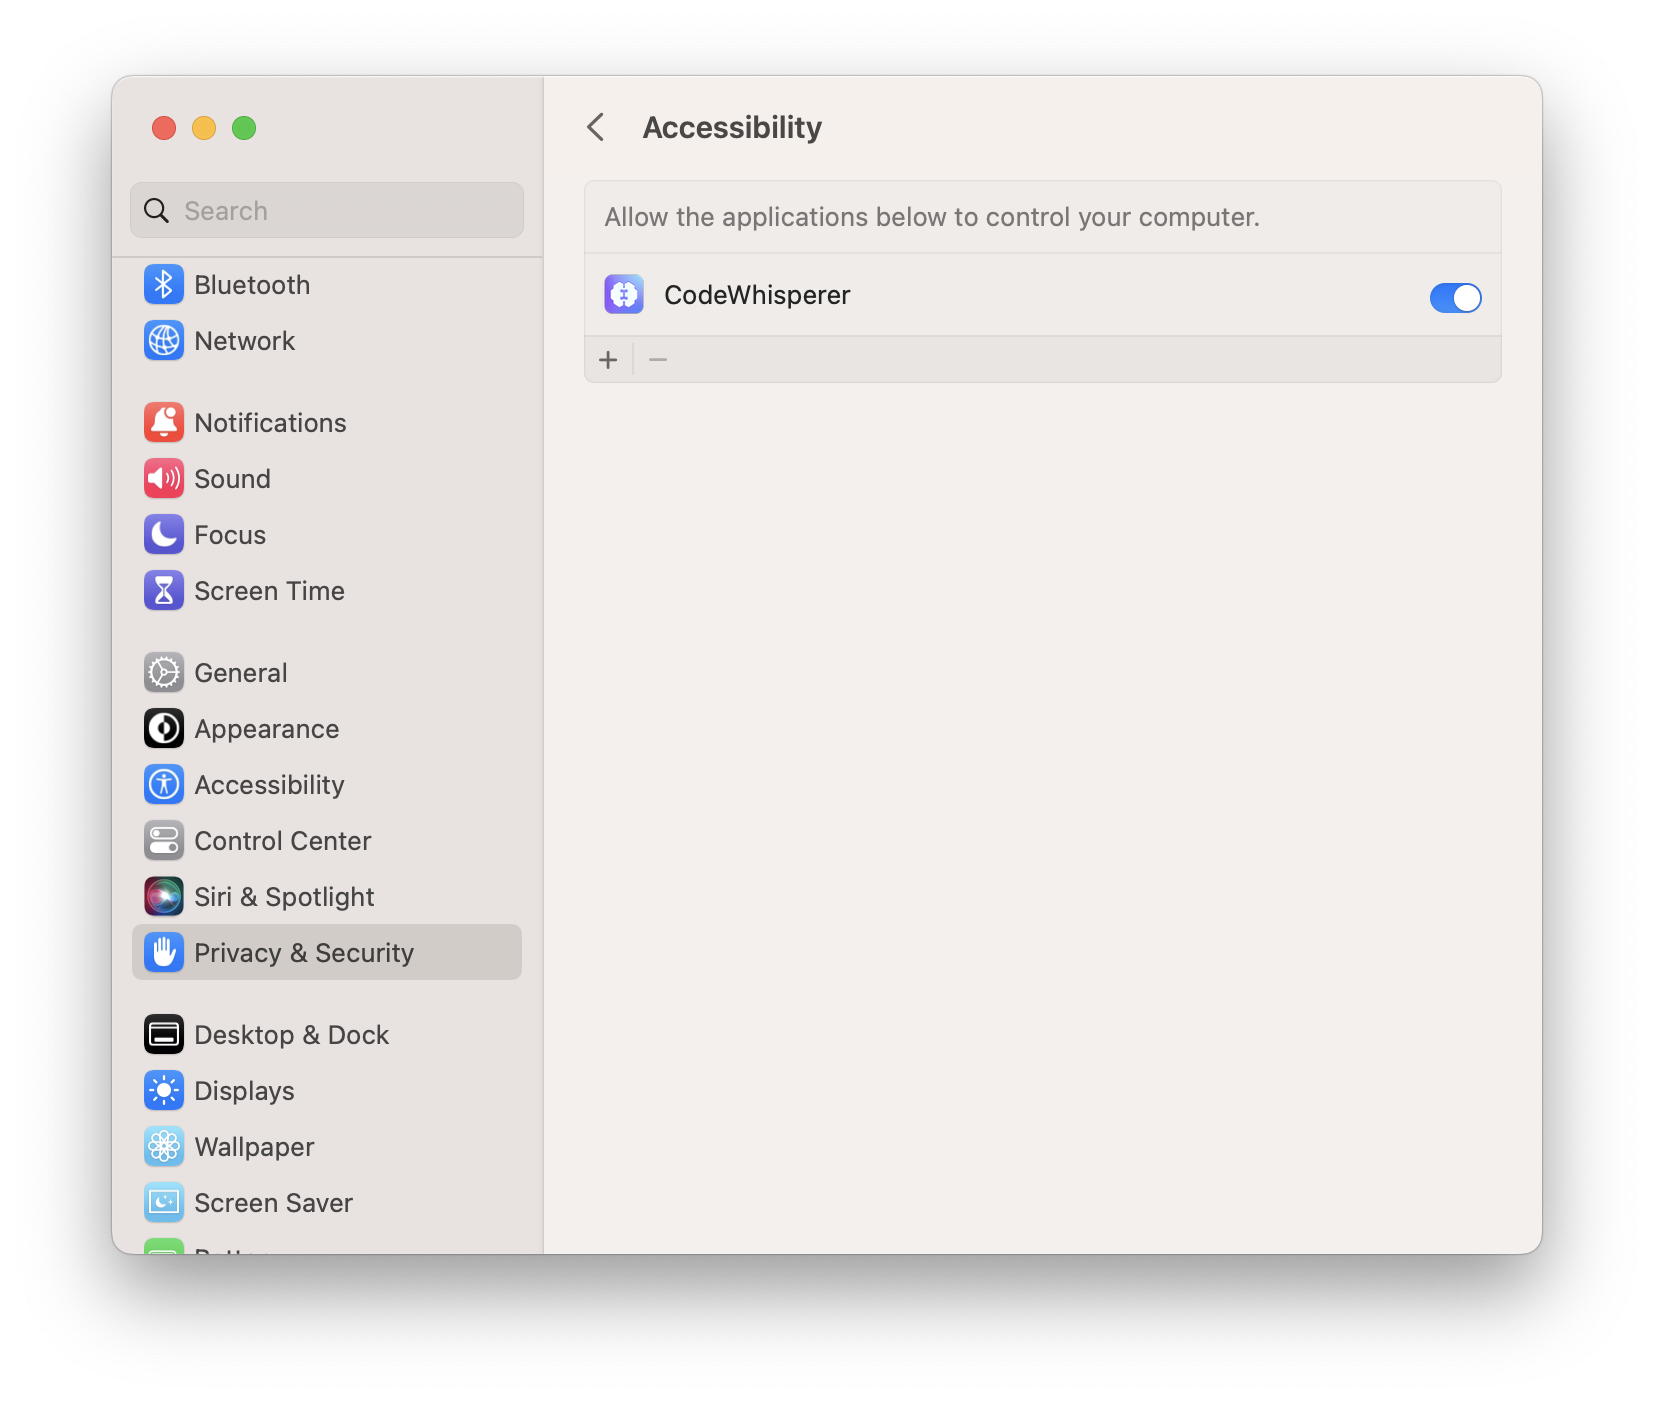 Search
Bluetooth
Network
Notifications
Sound
Focus
Screen Time
General
Appearance
Accessibility
Control Center
Siri & Spotlight
Privacy & Security
Desktop & Dock
Displays
Wallpaper
Screen Saver
Accessibility
Allow the applications below to control your computer.
CodeWhisperer